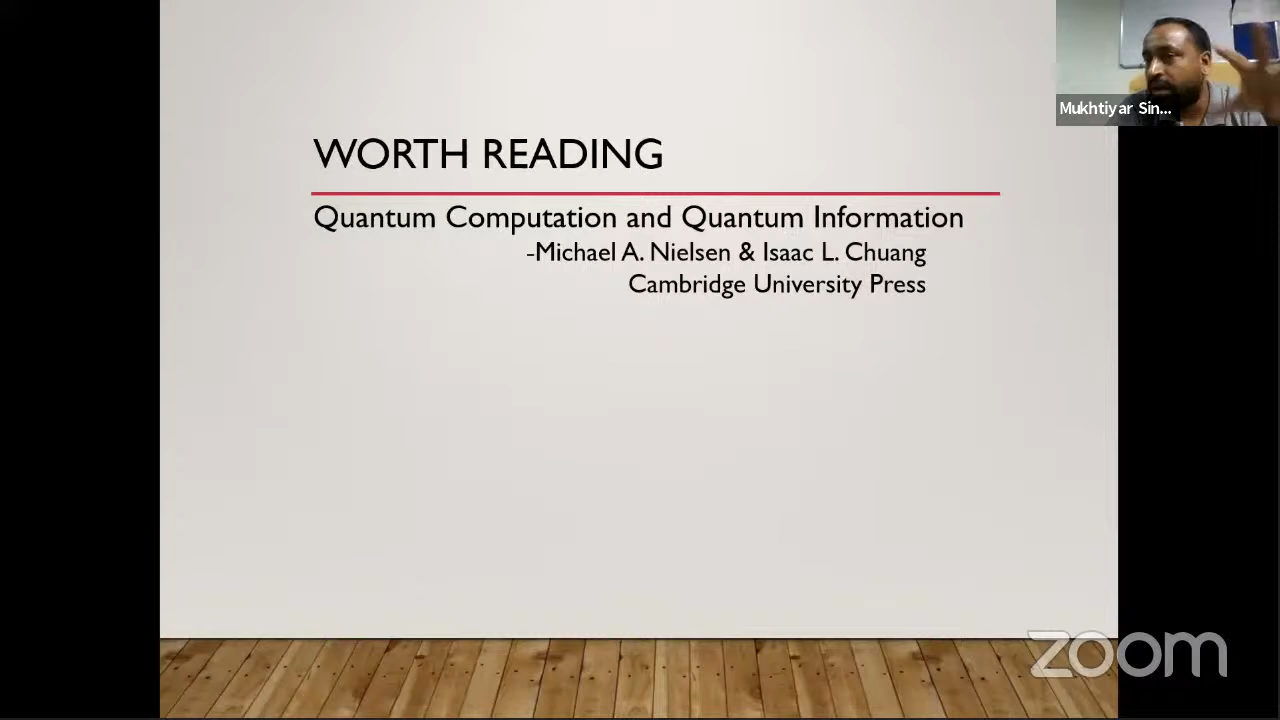 WORTH READING
Quantum Computation and Quantum Information
-Michael A. Nielsen & Isaac L. Chuang
Cambridge University Press
Mukhtiyar Sin...
zoom